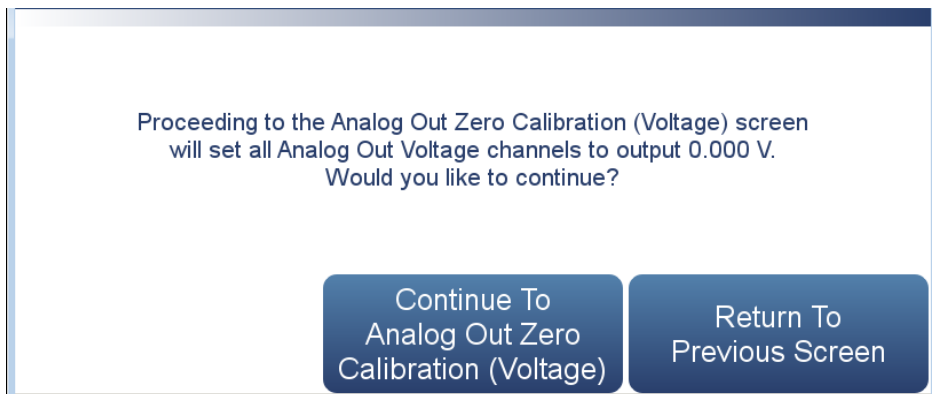 Proceeding to the Analog Out Zero Calibration (Voltage) screen
will set all Analog Out Voltage channels to output 0.000 V.
Would you like to continue?
Continue To
Analog Out Zero
Calibration (Voltage)
Return To
Previous Screen